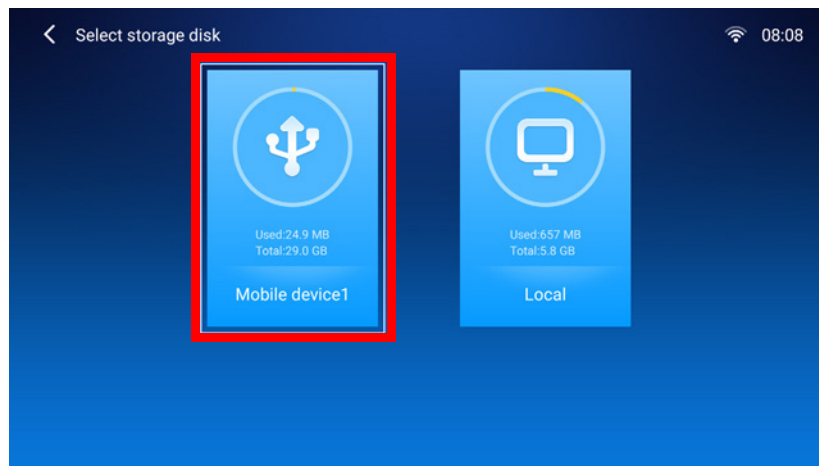 Select storage disk
08:08
Used:24.9 MB
Total:29.0 GB
Mobile device1
Used:657 MB
Total:5.8 GB
Local